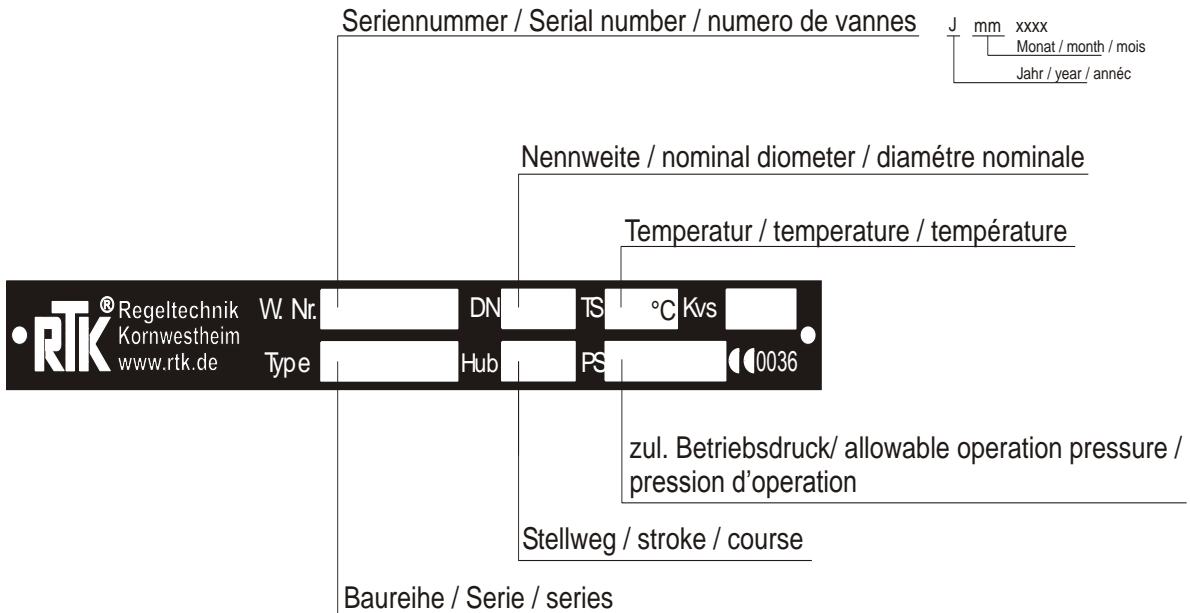 Seriennummer / Serial number / numero de vannes
J mm xxxx
Monat / month / mois
Jahr / year / annéc
Nennweite / nominal diometer / diamétre nominale
Temperatur / temperature / température
RTK ® Regeltechnik
Kornwestheim
www.rtk.de
W. Nr. DN TS °C Kvs
Type Hub PS CE0036
zul. Betriebsdruck/ allowable operation pressure /
pression d'operation
Stellweg / stroke / course
Baureihe / Serie / series